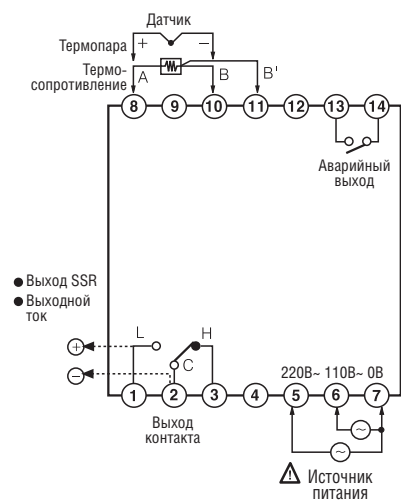 Датчик
Термопара + −
Термо-
сопротивление A B B'
8 9 10 11 12 13 14
Аварийный
выход
● Выход SSR
● Выходной
ток
+ L H
− C
220В~ 110В~ 0В
1 2 3 4 5 6 7
Выход
контакта
~
~
⚠ Источник
питания